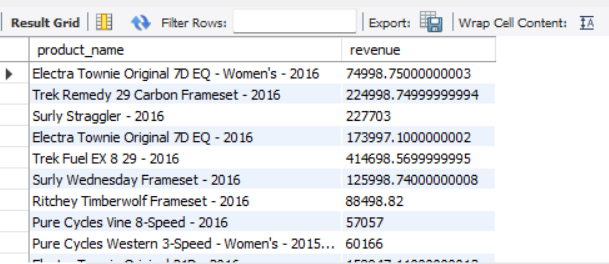 Result Grid Filter Rows: Export: Wrap Cell Content:
product_name revenue
Electra Townie Original 7D EQ - Women's - 2016 74998.75000000003
Trek Remedy 29 Carbon Frameset - 2016 224998.74999999994
Surly Straggler - 2016 227703
Electra Townie Original 7D EQ - 2016 173997.1000000002
Trek Fuel EX 8 29 - 2016 414698.5699999995
Surly Wednesday Frameset - 2016 125998.74000000008
Ritchey Timberwolf Frameset - 2016 88498.82
Pure Cycles Vine 8-Speed - 2016 57057
Pure Cycles Western 3-Speed - Women's - 2015... 60166